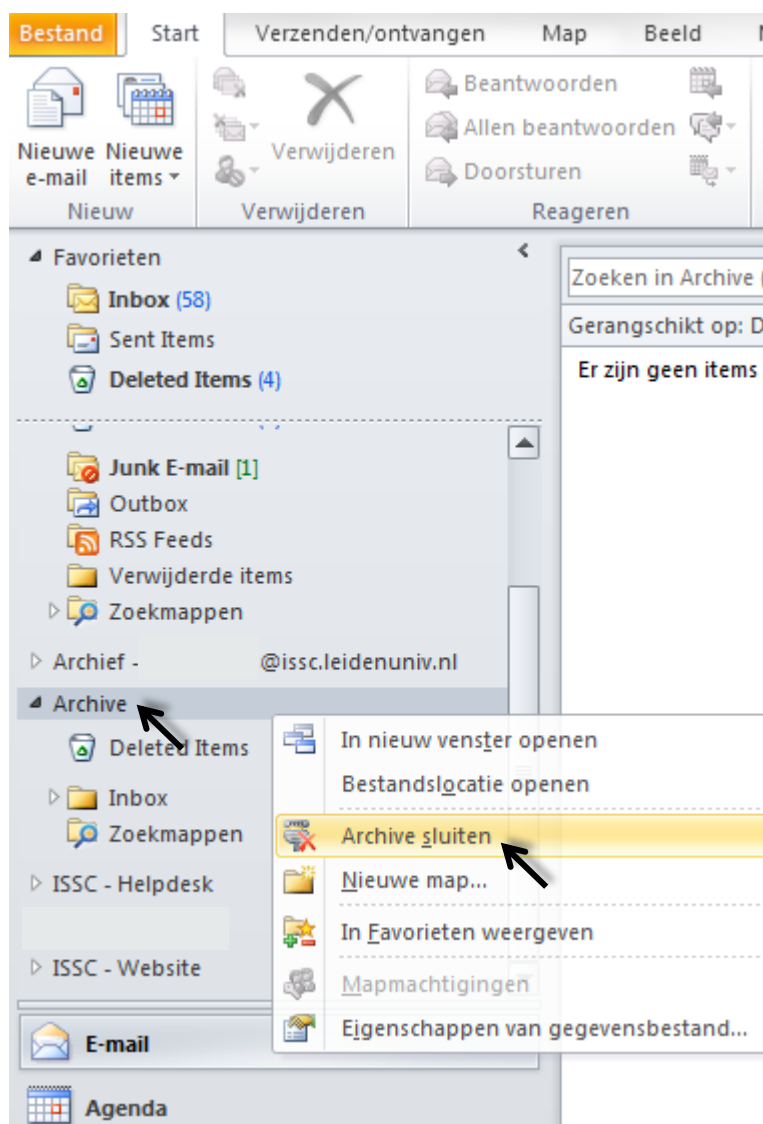 Bestand Start Verzenden/ontvangen Map Beeld
Nieuwe e-mail
Nieuwe items
Verwijderen
Beantwoorden
Allen beantwoorden
Doorsturen
Nieuw Verwijderen Reageren
Favorieten
Inbox (58)
Sent Items
Deleted Items (4)
Junk E-mail [1]
Outbox
RSS Feeds
Verwijderde items
Zoekmappen
Archief - @issc.leidenuniv.nl
Archive
Deleted Items
Inbox
Zoekmappen
ISSC - Helpdesk
ISSC - Website
E-mail
Agenda
Zoeken in Archive (
Gerangschikt op: D
Er zijn geen items
In nieuw venster openen
Bestandslocatie openen
Archive sluiten
Nieuwe map...
In Favorieten weergeven
Mapmachtigingen
Eigenschappen van gegevensbestand...